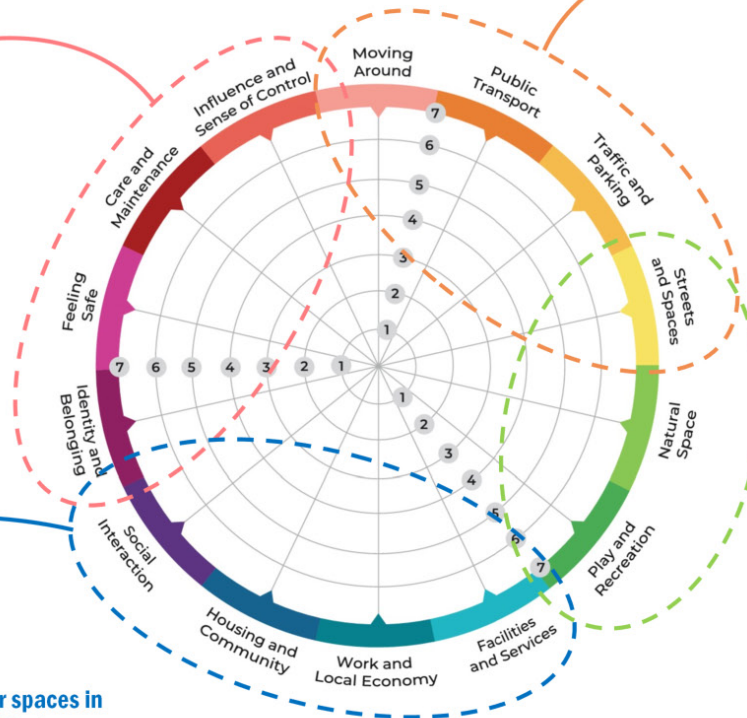 Moving
Around
Public
Transport
Traffic and
Parking
Streets
and Spaces
Natural
Space
Play and
Recreation
Facilities
and Services
Work and
Local Economy
Housing and
Community
Social
Interaction
Identity and
Belonging
Feeling
Safe
Care and
Maintenance
Influence and
Sense of Control
7
6
5
4
3
2
1
7 6 5 4 3 2 1
1
2
3
4
5
6
7
r spaces in